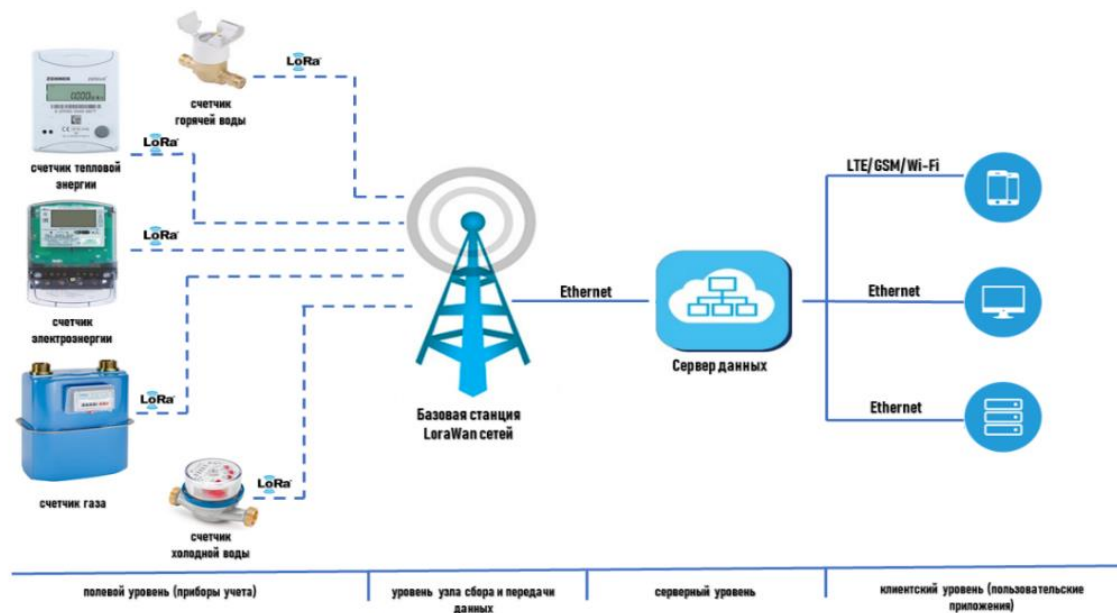 LoRa
счетчик
горячей воды
LoRa
счетчик тепловой
энергии
LTE/GSM/Wi-Fi
LoRa
счетчик
электроэнергии
Ethernet
Ethernet
Сервер данных
LoRa
Ethernet
Базовая станция
LoraWan сетей
LoRa
счетчик газа
счетчик
холодной воды
полевой уровень (приборы учета)
уровень узла сбора и передачи
данных
серверный уровень
клиентский уровень (пользовательские
приложения)